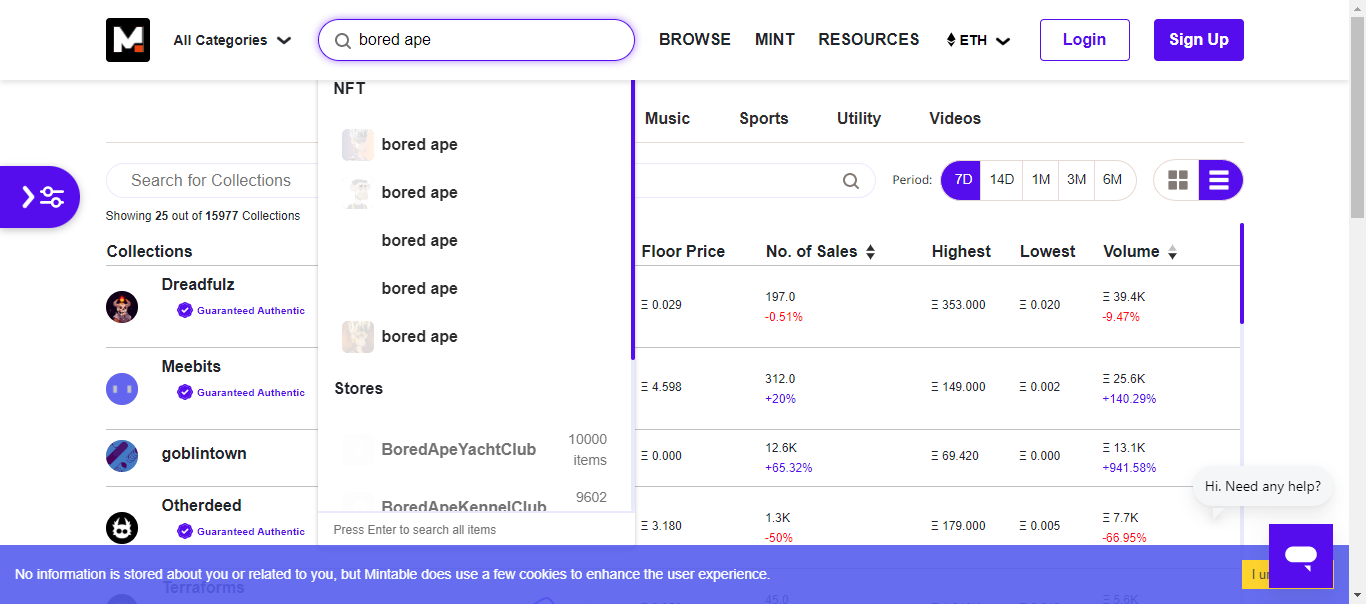 All Categories
bored ape
BROWSE
MINT
RESOURCES
ETH
Login
Sign Up
NFT
bored ape
bored ape
bored ape
bored ape
bored ape
Stores
BoredApeYachtClub
10000
items
BoredApeKennelClub
9602
Press Enter to search all items
Music
Sports
Utility
Videos
Search for Collections
Period:
7D
14D
1M
3M
6M
Showing 25 out of 15977 Collections
Collections
Floor Price
No. of Sales
Highest
Lowest
Volume
Dreadfulz
Guaranteed Authentic
Ξ 0.029
197.0
-0.51%
Ξ 353.000
Ξ 0.020
Ξ 39.4K
-9.47%
Meebits
Guaranteed Authentic
Ξ 4.598
312.0
+20%
Ξ 149.000
Ξ 0.002
Ξ 25.6K
+140.29%
goblintown
Ξ 0.000
12.6K
+65.32%
Ξ 69.420
Ξ 0.000
Ξ 13.1K
+941.58%
Otherdeed
Guaranteed Authentic
Ξ 3.180
1.3K
-50%
Ξ 179.000
Ξ 0.005
Ξ 7.7K
-66.95%
Hi. Need any help?
No information is stored about you or related to you, but Mintable does use a few cookies to enhance the user experience.
Terraforms
45.0
Ξ 5.6K